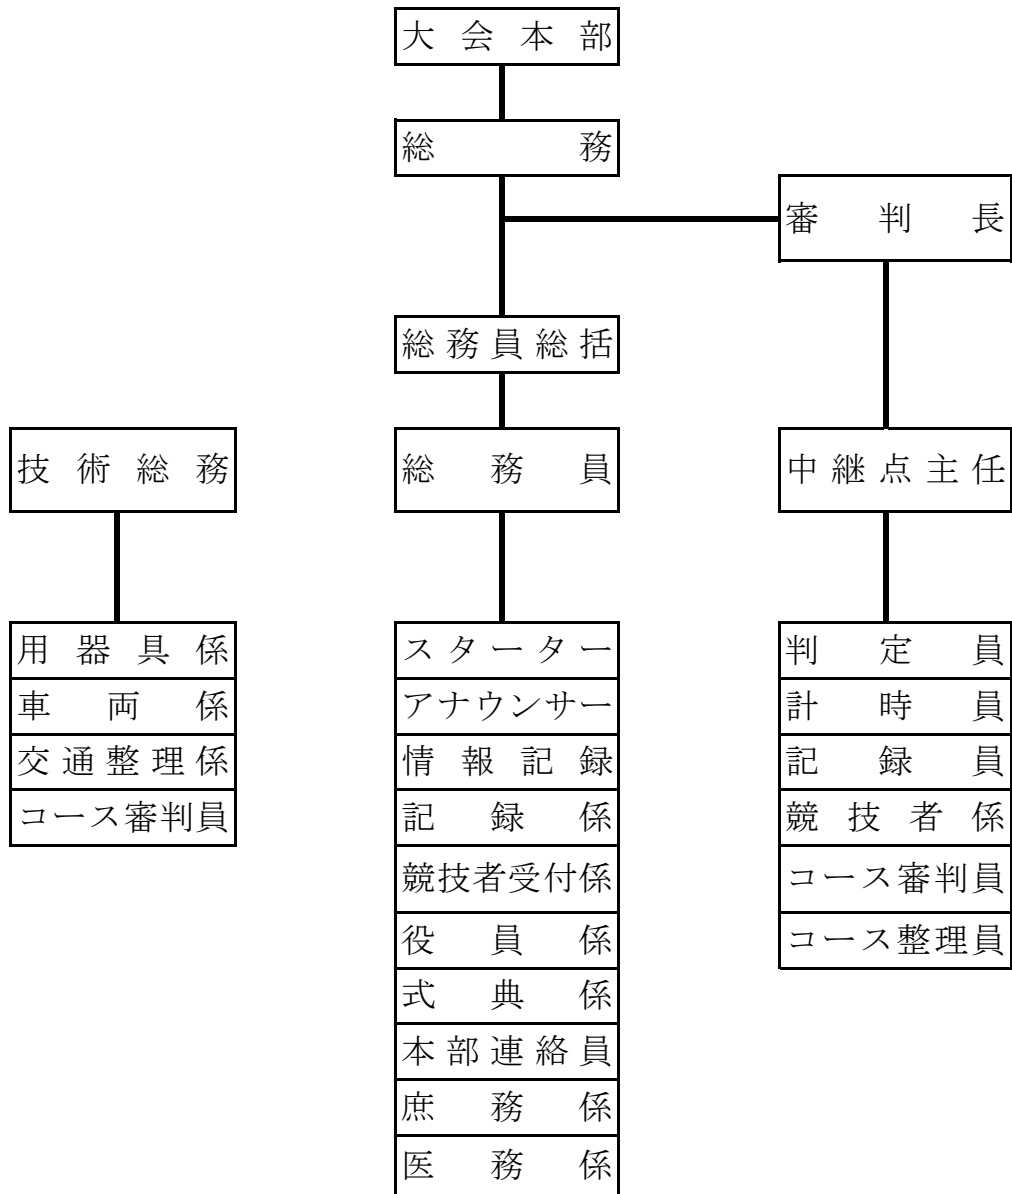 大会本部
総務
審判長
総務員総括
技術総務
総務員
中継点主任
用器具係
車両係
交通整理係
コース審判員
スターター
アナウンサー
情報記録
記録係
競技者受付係
役員係
式典係
本部連絡員
庶務係
医務係
判定員
計時員
記録員
競技者係
コース審判員
コース整理員